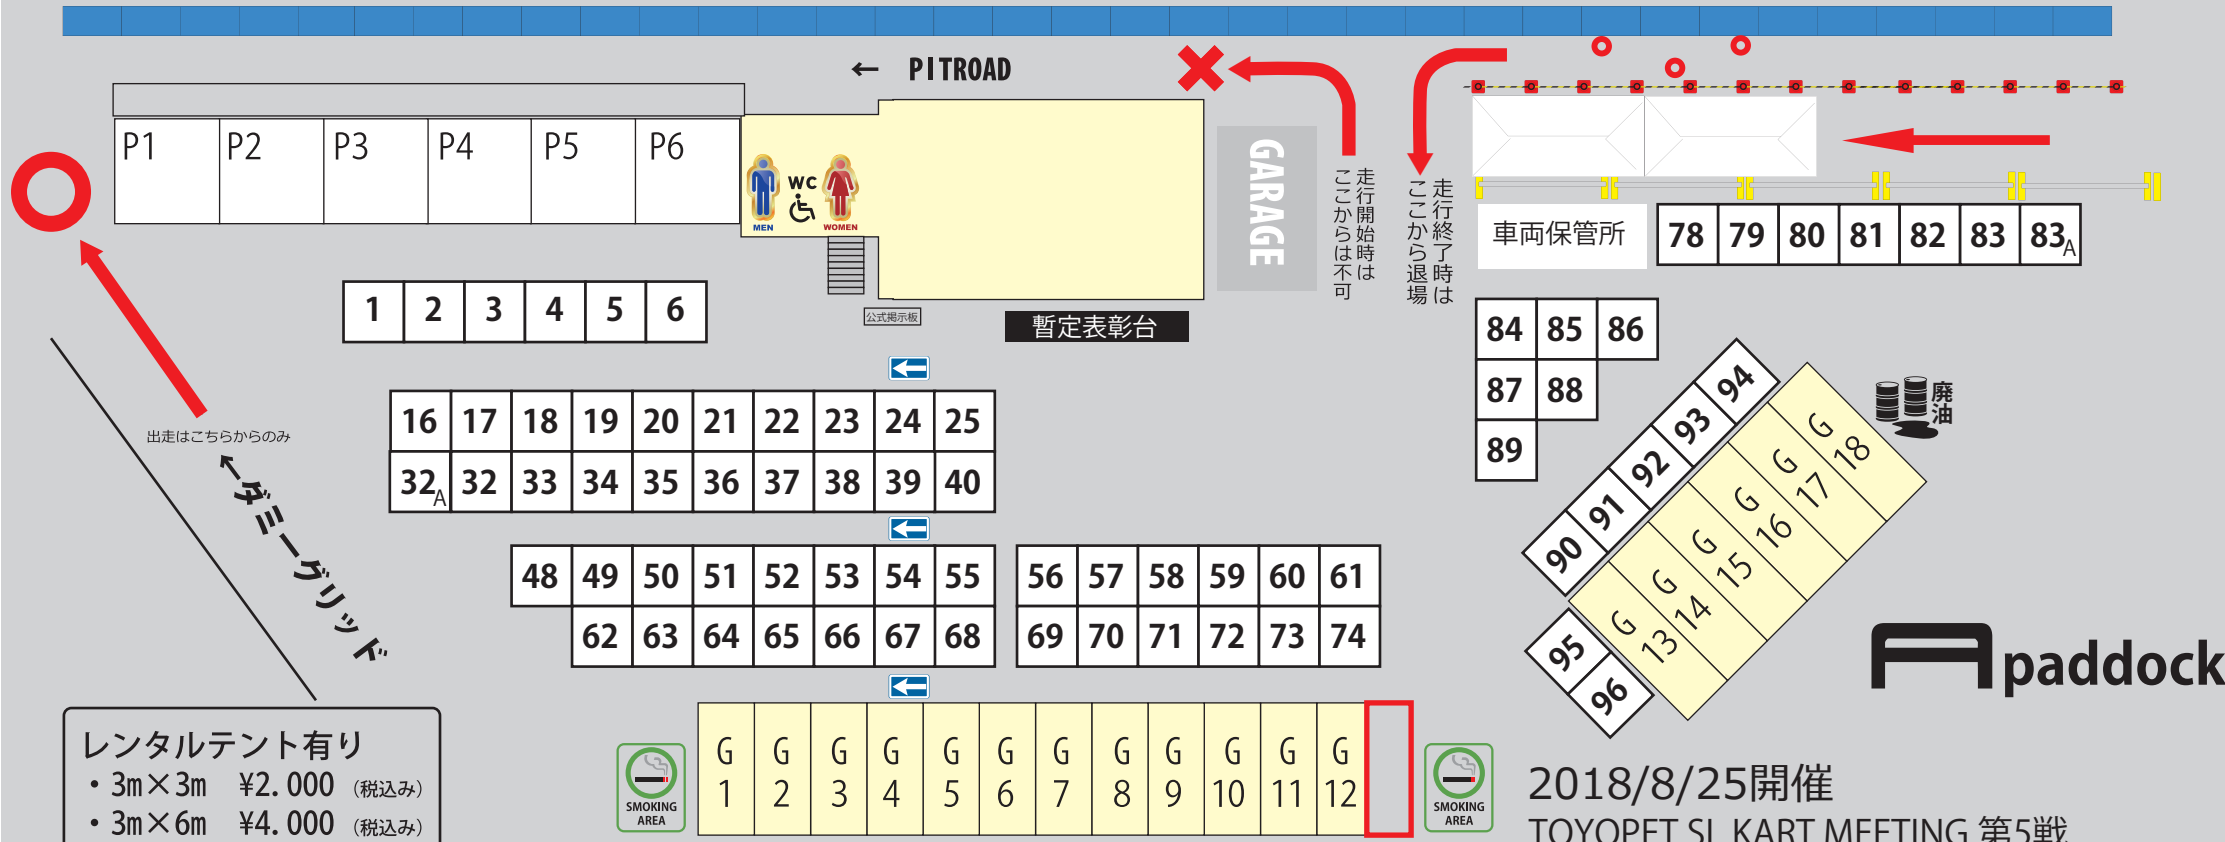 ← PITROAD
P1 P2 P3 P4 P5 P6
WC
MEN WOMEN
GARAGE
走行開始時は
ここからは不可
走行終了時は
ここから退場
車両保管所
78 79 80 81 82 83 83A
1 2 3 4 5 6
公式掲示板
暫定表彰台
84 85 86
87 88
89
16 17 18 19 20 21 22 23 24 25
32A 32 33 34 35 36 37 38 39 40
出走はこちらからのみ
←ダミーグリッド
48 49 50 51 52 53 54 55
56 57 58 59 60 61
62 63 64 65 66 67 68
69 70 71 72 73 74
90 91 92 93 94
廃油
G13 G14 G15 G16 G17 G18
95
96
paddock
レンタルテント有り
・3m×3m ¥2.000 (税込み)
・3m×6m ¥4.000 (税込み)
SMOKING
AREA
G1 G2 G3 G4 G5 G6 G7 G8 G9 G10 G11 G12
SMOKING
AREA
2018/8/25開催
TOYOPET SL KART MEETING 第5戦